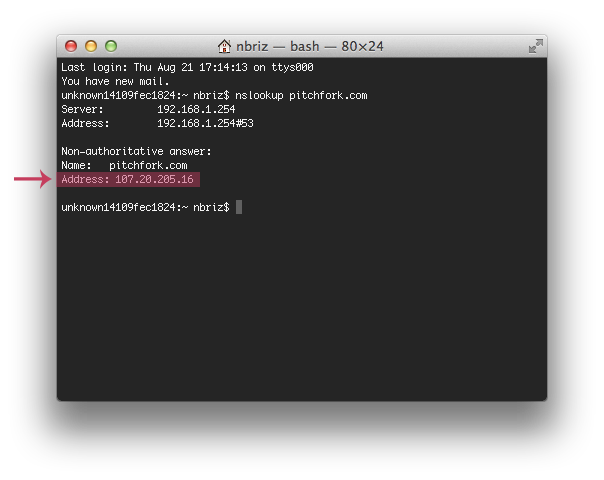 nbriz — bash — 80×24
Last login: Thu Aug 21 17:14:13 on ttys000
You have new mail.
unknown14109fec1824:~ nbriz$ nslookup pitchfork.com
Server:         192.168.1.254
Address:        192.168.1.254#53
Non-authoritative answer:
Name:   pitchfork.com
Address: 107.20.205.16
unknown14109fec1824:~ nbriz$